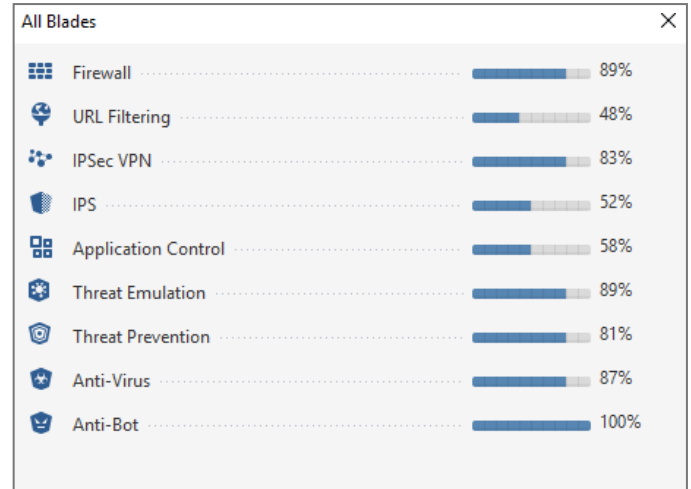 All Blades
Firewall 89%
URL Filtering 48%
IPSec VPN 83%
IPS 52%
Application Control 58%
Threat Emulation 89%
Threat Prevention 81%
Anti-Virus 87%
Anti-Bot 100%